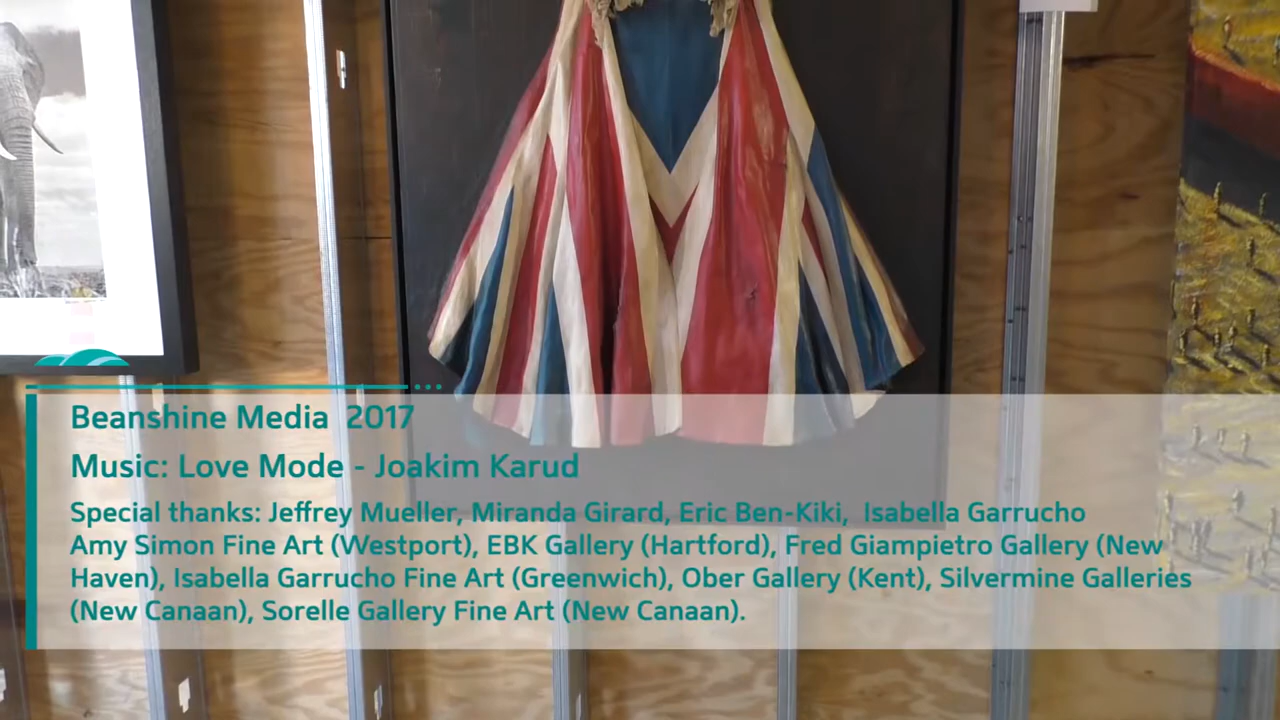 Beanshine Media  2017
Music: Love Mode - Joakim Karud
Special thanks: Jeffrey Mueller, Miranda Girard, Eric Ben-Kiki,  Isabella Garrucho
Amy Simon Fine Art (Westport), EBK Gallery (Hartford), Fred Giampietro Gallery (New
Haven), Isabella Garrucho Fine Art (Greenwich), Ober Gallery (Kent), Silvermine Galleries
(New Canaan), Sorelle Gallery Fine Art (New Canaan).